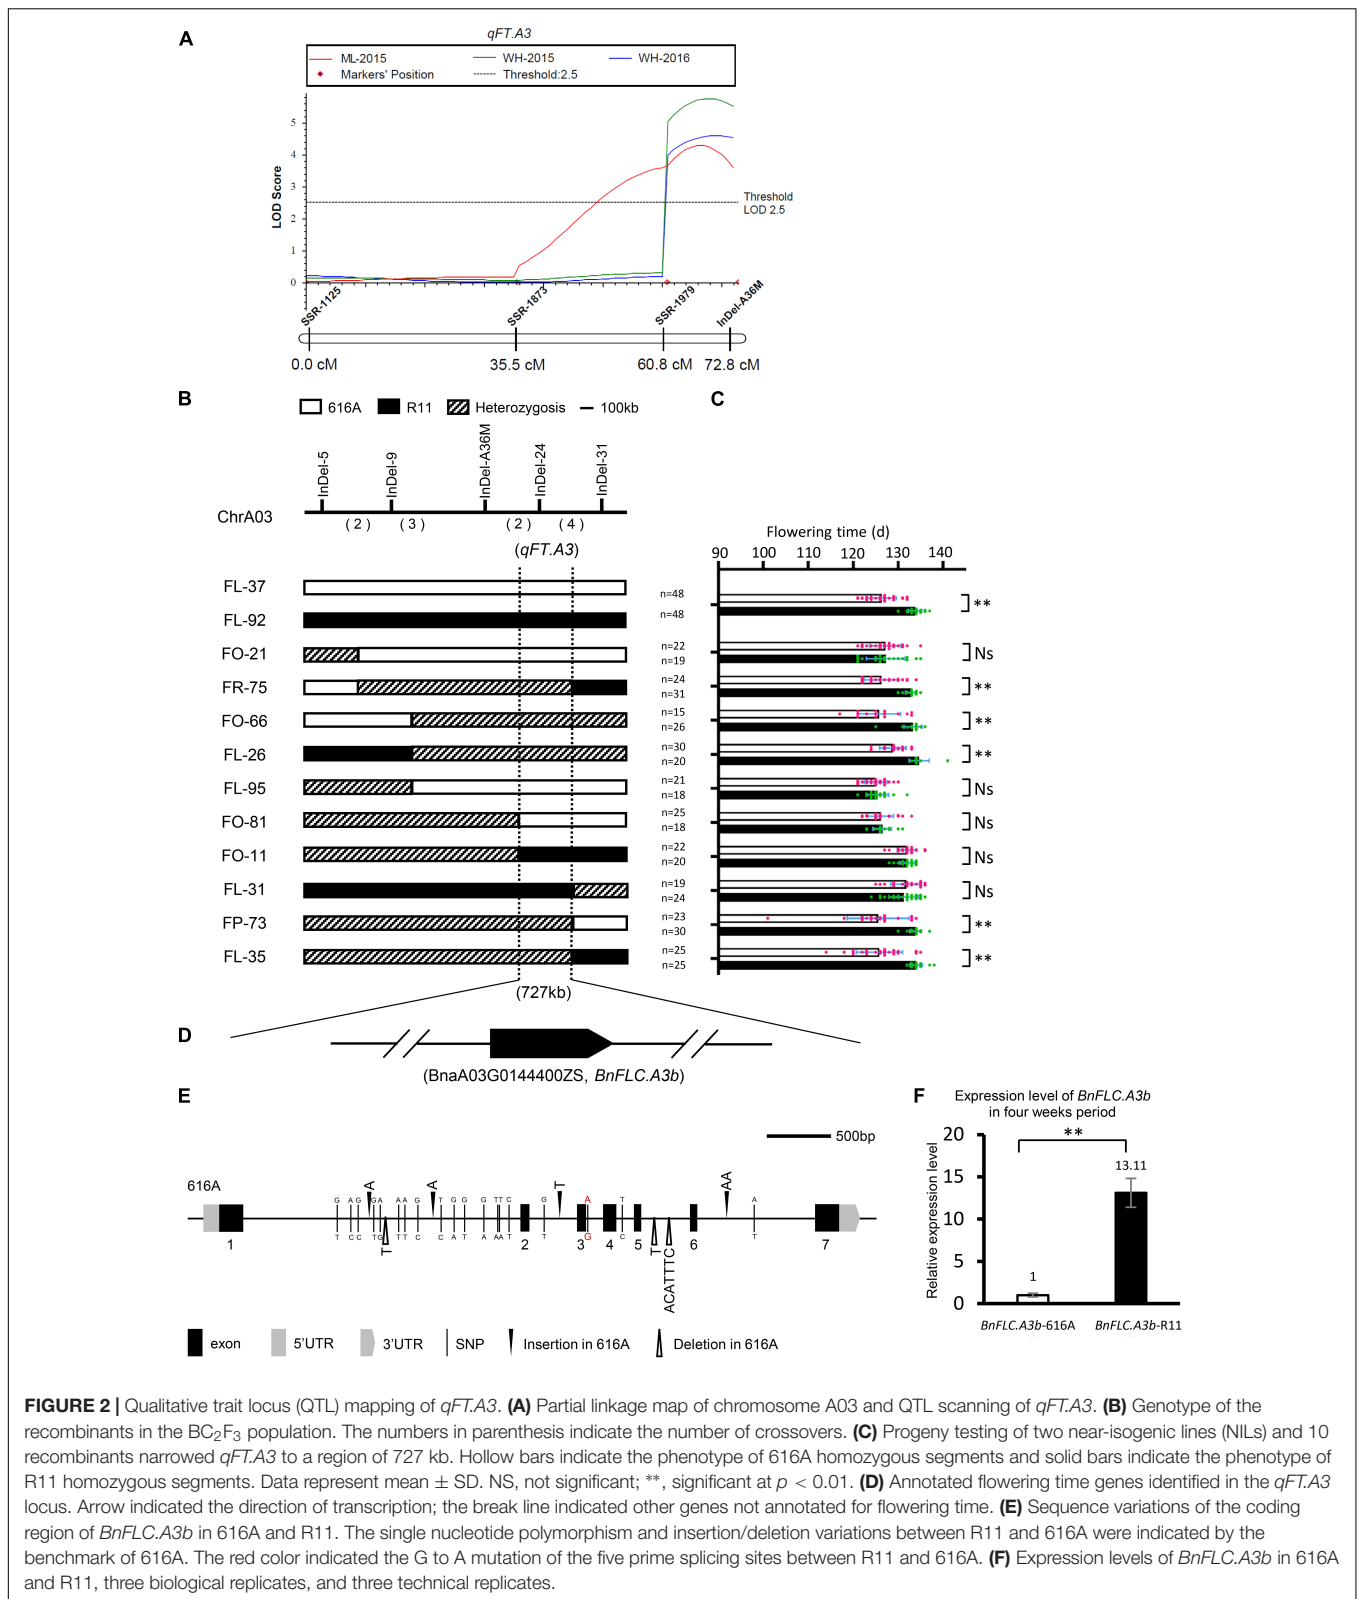 A
qFT.A3
ML-2015 WH-2015 WH-2016
Markers' Position Threshold:2.5
LOD Score
5
4
3
2
1
0
Threshold
LOD 2.5
SSR-1125 SSR-1873 SSR-1979 InDel-A36M
0.0 cM 35.5 cM 60.8 cM 72.8 cM
B
616A R11 Heterozygosis 100kb
C
InDel-5 InDel-9 InDel-A36M InDel-24 InDel-31
ChrA03
( 2 ) ( 3 ) ( 2 ) ( 4 )
(qFT.A3)
Flowering time (d)
90 100 110 120 130 140
FL-37
n=48
FL-92
n=48
**
FO-21
n=22
n=19
Ns
FR-75
n=24
n=31
**
FO-66
n=15
n=26
**
FL-26
n=30
n=20
**
FL-95
n=21
n=18
Ns
FO-81
n=25
n=18
Ns
FO-11
n=22
n=20
Ns
FL-31
n=19
n=24
Ns
FP-73
n=23
n=30
**
FL-35
n=25
n=25
**
(727kb)
D
(BnaA03G0144400ZS, BnFLC.A3b)
E
500bp
616A
A A T AA
G A G G A A A G T G G G T T C G A T A
T C C T G T T C C A T A A A T T G C T
T T ACATTTC
1 2 3 4 5 6 7
exon 5'UTR 3'UTR SNP Insertion in 616A Deletion in 616A
F
Expression level of BnFLC.A3b
in four weeks period
Relative expression level
20
15
10
5
0
**
1
13.11
BnFLC.A3b-616A BnFLC.A3b-R11
FIGURE 2 | Qualitative trait locus (QTL) mapping of qFT.A3. (A) Partial linkage map of chromosome A03 and QTL scanning of qFT.A3. (B) Genotype of the
recombinants in the BC2F3 population. The numbers in parenthesis indicate the number of crossovers. (C) Progeny testing of two near-isogenic lines (NILs) and 10
recombinants narrowed qFT.A3 to a region of 727 kb. Hollow bars indicate the phenotype of 616A homozygous segments and solid bars indicate the phenotype of
R11 homozygous segments. Data represent mean ± SD. NS, not significant; **, significant at p < 0.01. (D) Annotated flowering time genes identified in the qFT.A3
locus. Arrow indicated the direction of transcription; the break line indicated other genes not annotated for flowering time. (E) Sequence variations of the coding
region of BnFLC.A3b in 616A and R11. The single nucleotide polymorphism and insertion/deletion variations between R11 and 616A were indicated by the
benchmark of 616A. The red color indicated the G to A mutation of the five prime splicing sites between R11 and 616A. (F) Expression levels of BnFLC.A3b in 616A
and R11, three biological replicates, and three technical replicates.